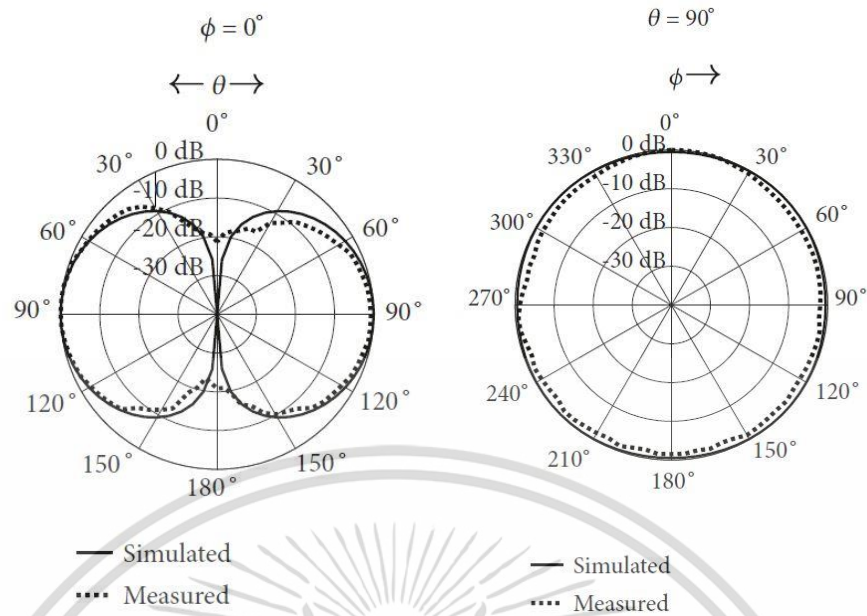 ϕ = 0°
← θ →
0°
30° 0 dB 30°
-10 dB
60° -20 dB 60°
-30 dB
90° 90°
120° 120°
150° 150°
180°
Simulated
Measured
θ = 90°
ϕ→
0°
330° 0 dB 30°
-10 dB
300° -20 dB 60°
-30 dB
270° 90°
240° 120°
210° 150°
180°
Simulated
Measured